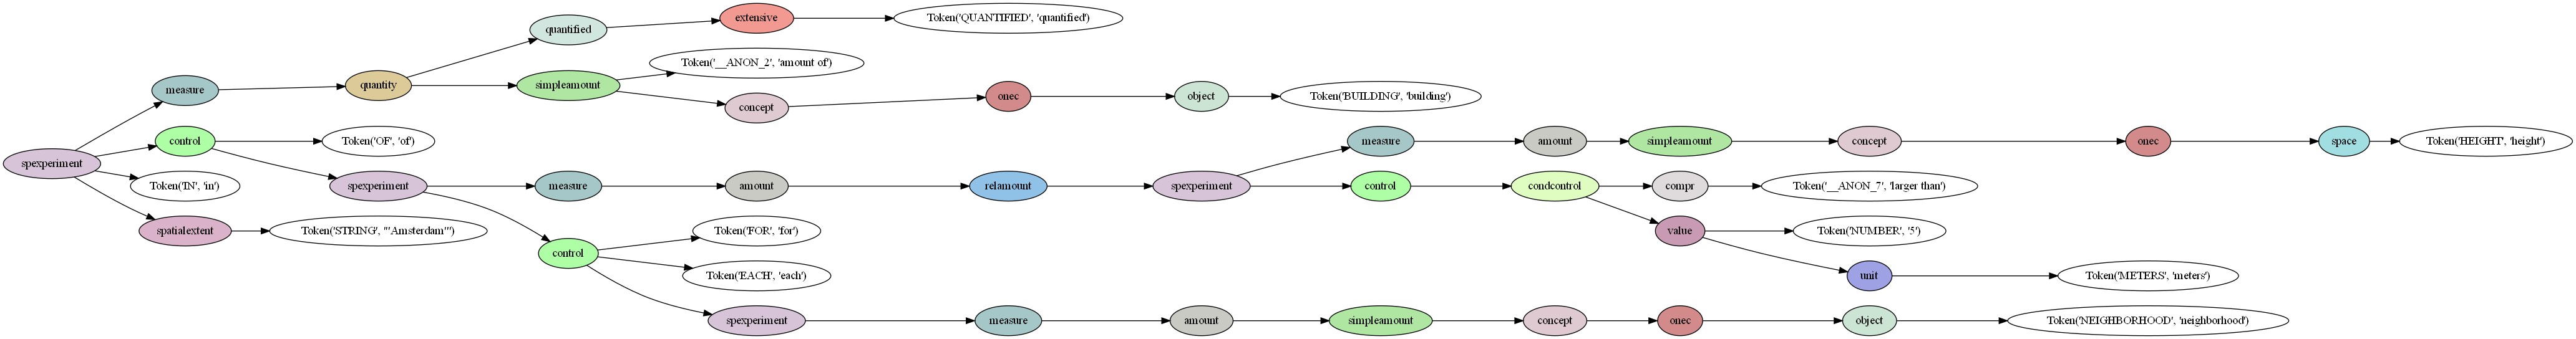 spexperiment
measure
quantity
quantified
extensive
Token('QUANTIFIED', 'quantified')
simpleamount
Token('__ANON_2', 'amount of')
concept
onec
object
Token('BUILDING', 'building')
control
Token('OF', 'of')
spexperiment
measure
amount
relamount
spexperiment
measure
amount
simpleamount
concept
onec
space
Token('HEIGHT', 'height')
control
condcontrol
compr
Token('__ANON_7', 'larger than')
value
Token('NUMBER', '5')
unit
Token('METERS', 'meters')
control
Token('FOR', 'for')
Token('EACH', 'each')
spexperiment
measure
amount
simpleamount
concept
onec
object
Token('NEIGHBORHOOD', 'neighborhood')
Token('IN', 'in')
spatialextent
Token('STRING', "'Amsterdam'")